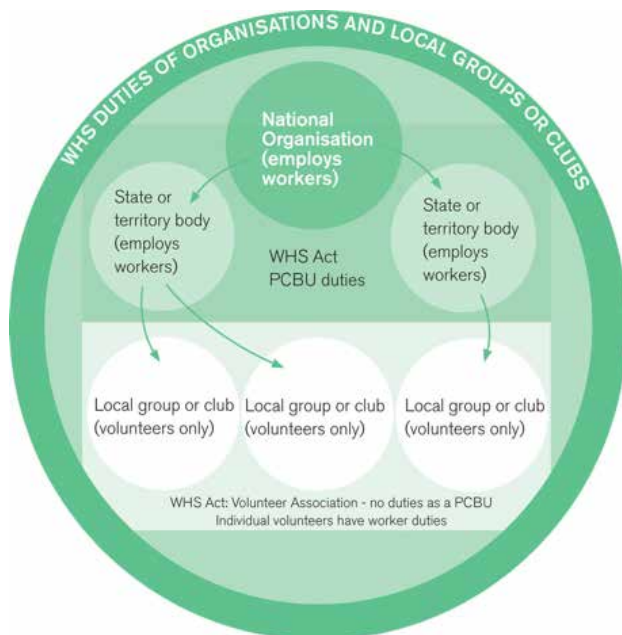 WHS DUTIES OF ORGANISATIONS AND LOCAL GROUPS OR CLUBS
National
Organisation
(employs
workers)
State or
territory body
(employs
workers)
State or
territory body
(employs
workers)
WHS Act
PCBU duties
Local group or club
(volunteers only)
Local group or club
(volunteers only)
Local group or club
(volunteers only)
WHS Act: Volunteer Association - no duties as a PCBU
Individual volunteers have worker duties